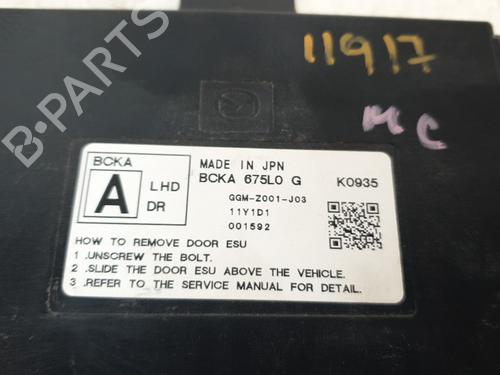 11917
MC
B-PARTS
BCKA
A
LHD
DR
MADE IN JPN
BCKA 675L0 G
K0935
GGM-Z001-J03
11Y1D1
001592
HOW TO REMOVE DOOR ESU
1 .UNSCREW THE BOLT.
2 .SLIDE THE DOOR ESU ABOVE THE VEHICLE.
3 .REFER TO THE SERVICE MANUAL FOR DETAIL.